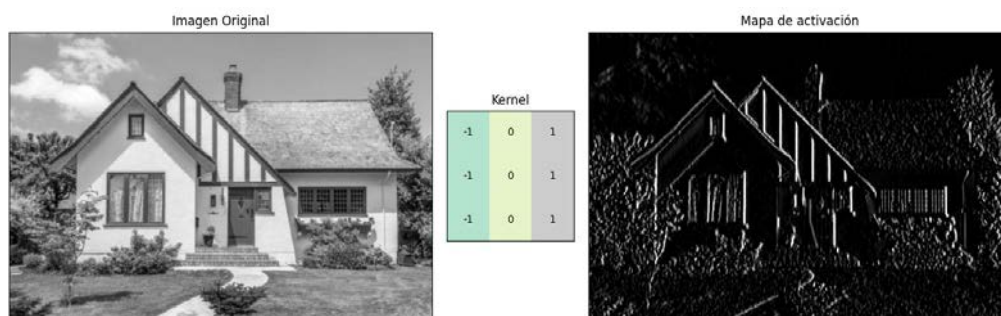 Imagen Original
Kernel
-1 0 1
-1 0 1
-1 0 1
Mapa de activación